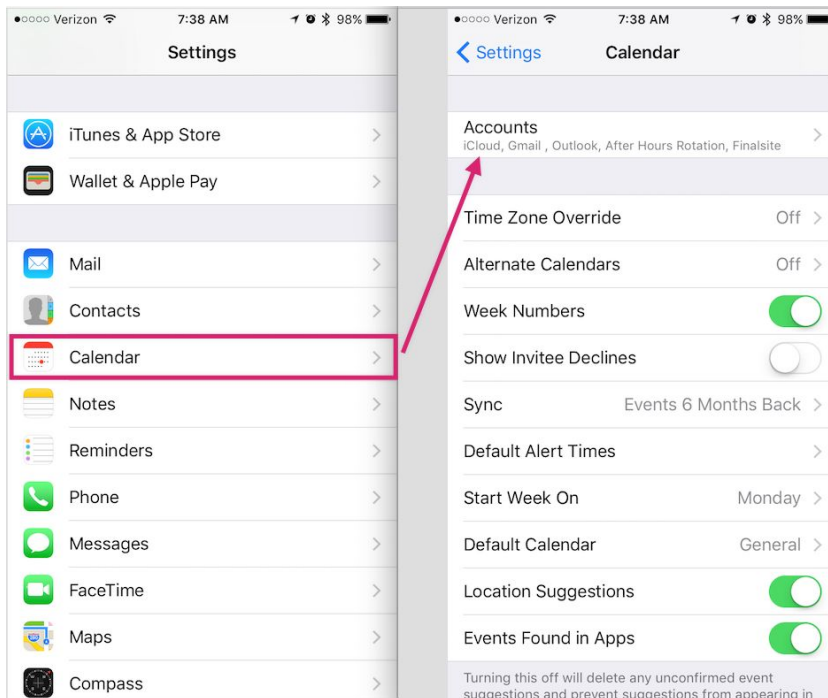 Verizon 7:38 AM 98%
Settings
iTunes & App Store
Wallet & Apple Pay
Mail
Contacts
Calendar
Notes
Reminders
Phone
Messages
FaceTime
Maps
Compass
Verizon 7:38 AM 98%
Settings Calendar
Accounts
iCloud, Gmail , Outlook, After Hours Rotation, Finalsite
Time Zone Override Off
Alternate Calendars Off
Week Numbers
Show Invitee Declines
Sync Events 6 Months Back
Default Alert Times
Start Week On Monday
Default Calendar General
Location Suggestions
Events Found in Apps
Turning this off will delete any unconfirmed event
suggestions and prevent suggestions from appearing in